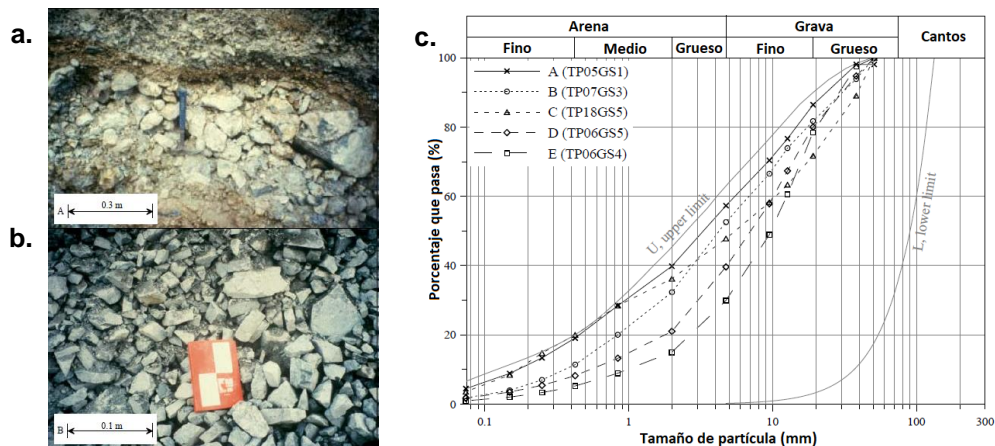 a.
A
0.3 m
b.
B
0.1 m
c.
Arena
Grava
Cantos
Fino
Medio
Grueso
Fino
Grueso
100
80
60
40
20
0
Porcentaje que pasa (%)
A (TP05GS1)
B (TP07GS3)
C (TP18GS5)
D (TP06GS5)
E (TP06GS4)
U, upper limit
L, lower limit
0.1
1
10
100
300
Tamaño de partícula (mm)